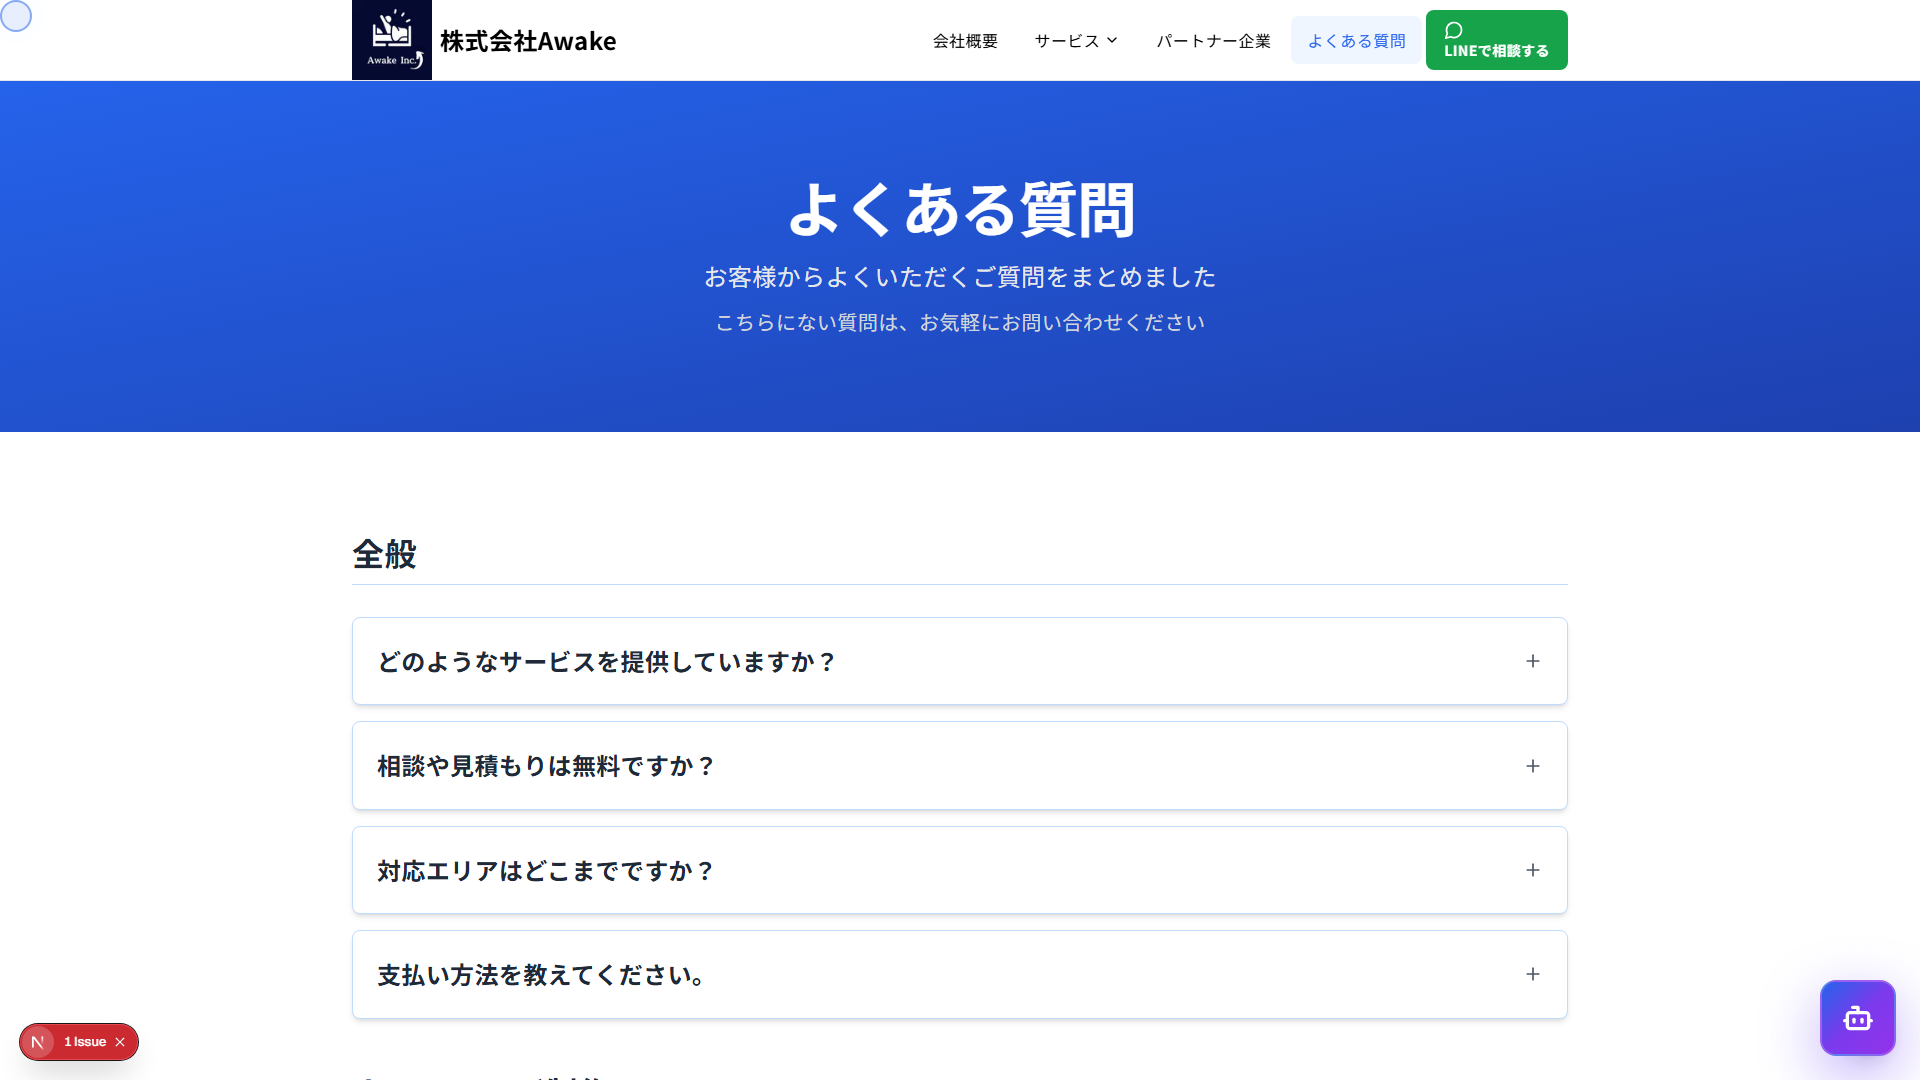 Awake Inc.
株式会社Awake
会社概要
サービス
パートナー企業
よくある質問
LINEで相談する
よくある質問
お客様からよくいただくご質問をまとめました
こちらにない質問は、お気軽にお問い合わせください
全般
どのようなサービスを提供していますか？
相談や見積もりは無料ですか？
対応エリアはどこまでですか？
支払い方法を教えてください。
N
1 Issue